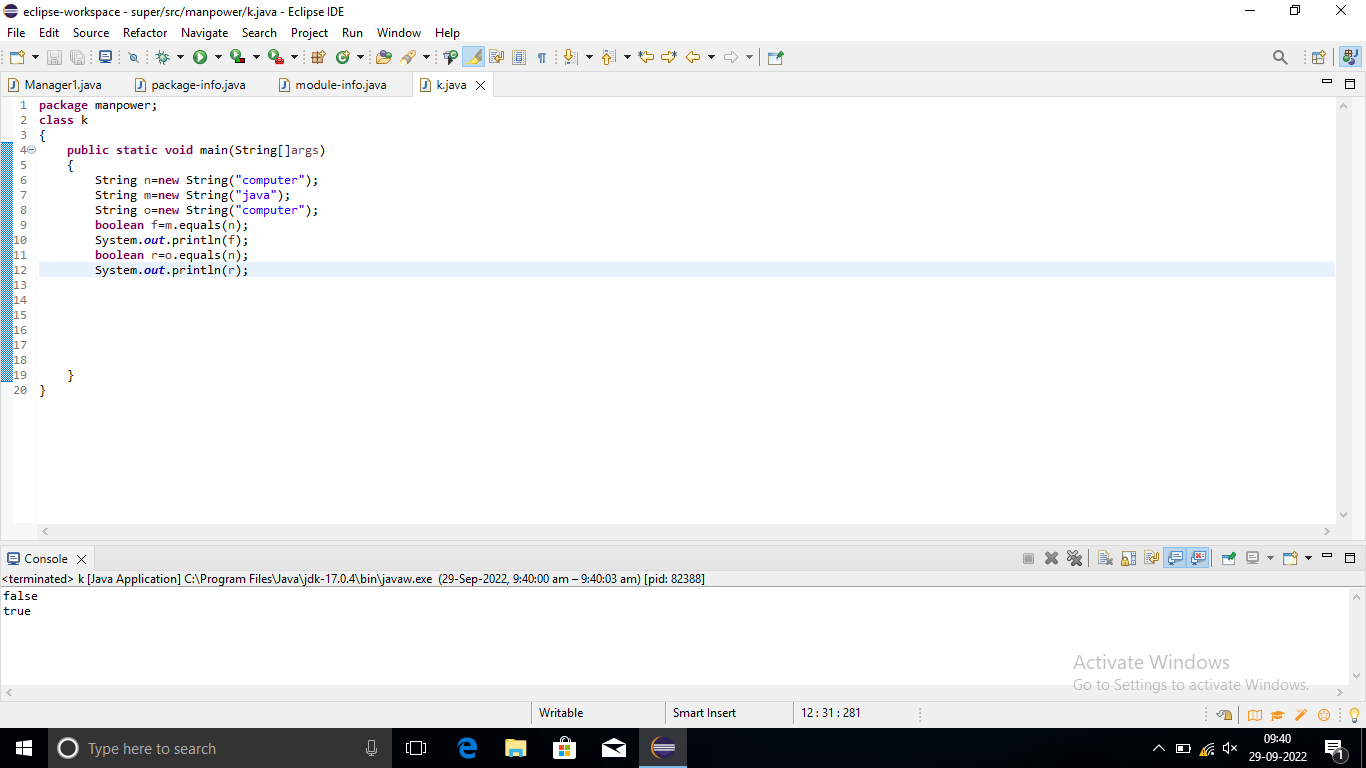 eclipse-workspace - super/src/manpower/k.java - Eclipse IDE
File Edit Source Refactor Navigate Search Project Run Window Help
Manager1.java package-info.java module-info.java k.java
1 package manpower;
2 class k
3 {
4 public static void main(String[]args)
5 {
6 String n=new String("computer");
7 String m=new String("java");
8 String o=new String("computer");
9 boolean f=m.equals(n);
10 System.out.println(f);
11 boolean r=o.equals(n);
12 System.out.println(r);
13
14
15
16
17
18
19 }
20 }
Console
<terminated> k [Java Application] C:\Program Files\Java\jdk-17.0.4\bin\javaw.exe (29-Sep-2022, 9:40:00 am – 9:40:03 am) [pid: 82388]
false
true
Activate Windows
Go to Settings to activate Windows.
Writable Smart Insert 12 : 31 : 281
Type here to search
09:40
29-09-2022
1